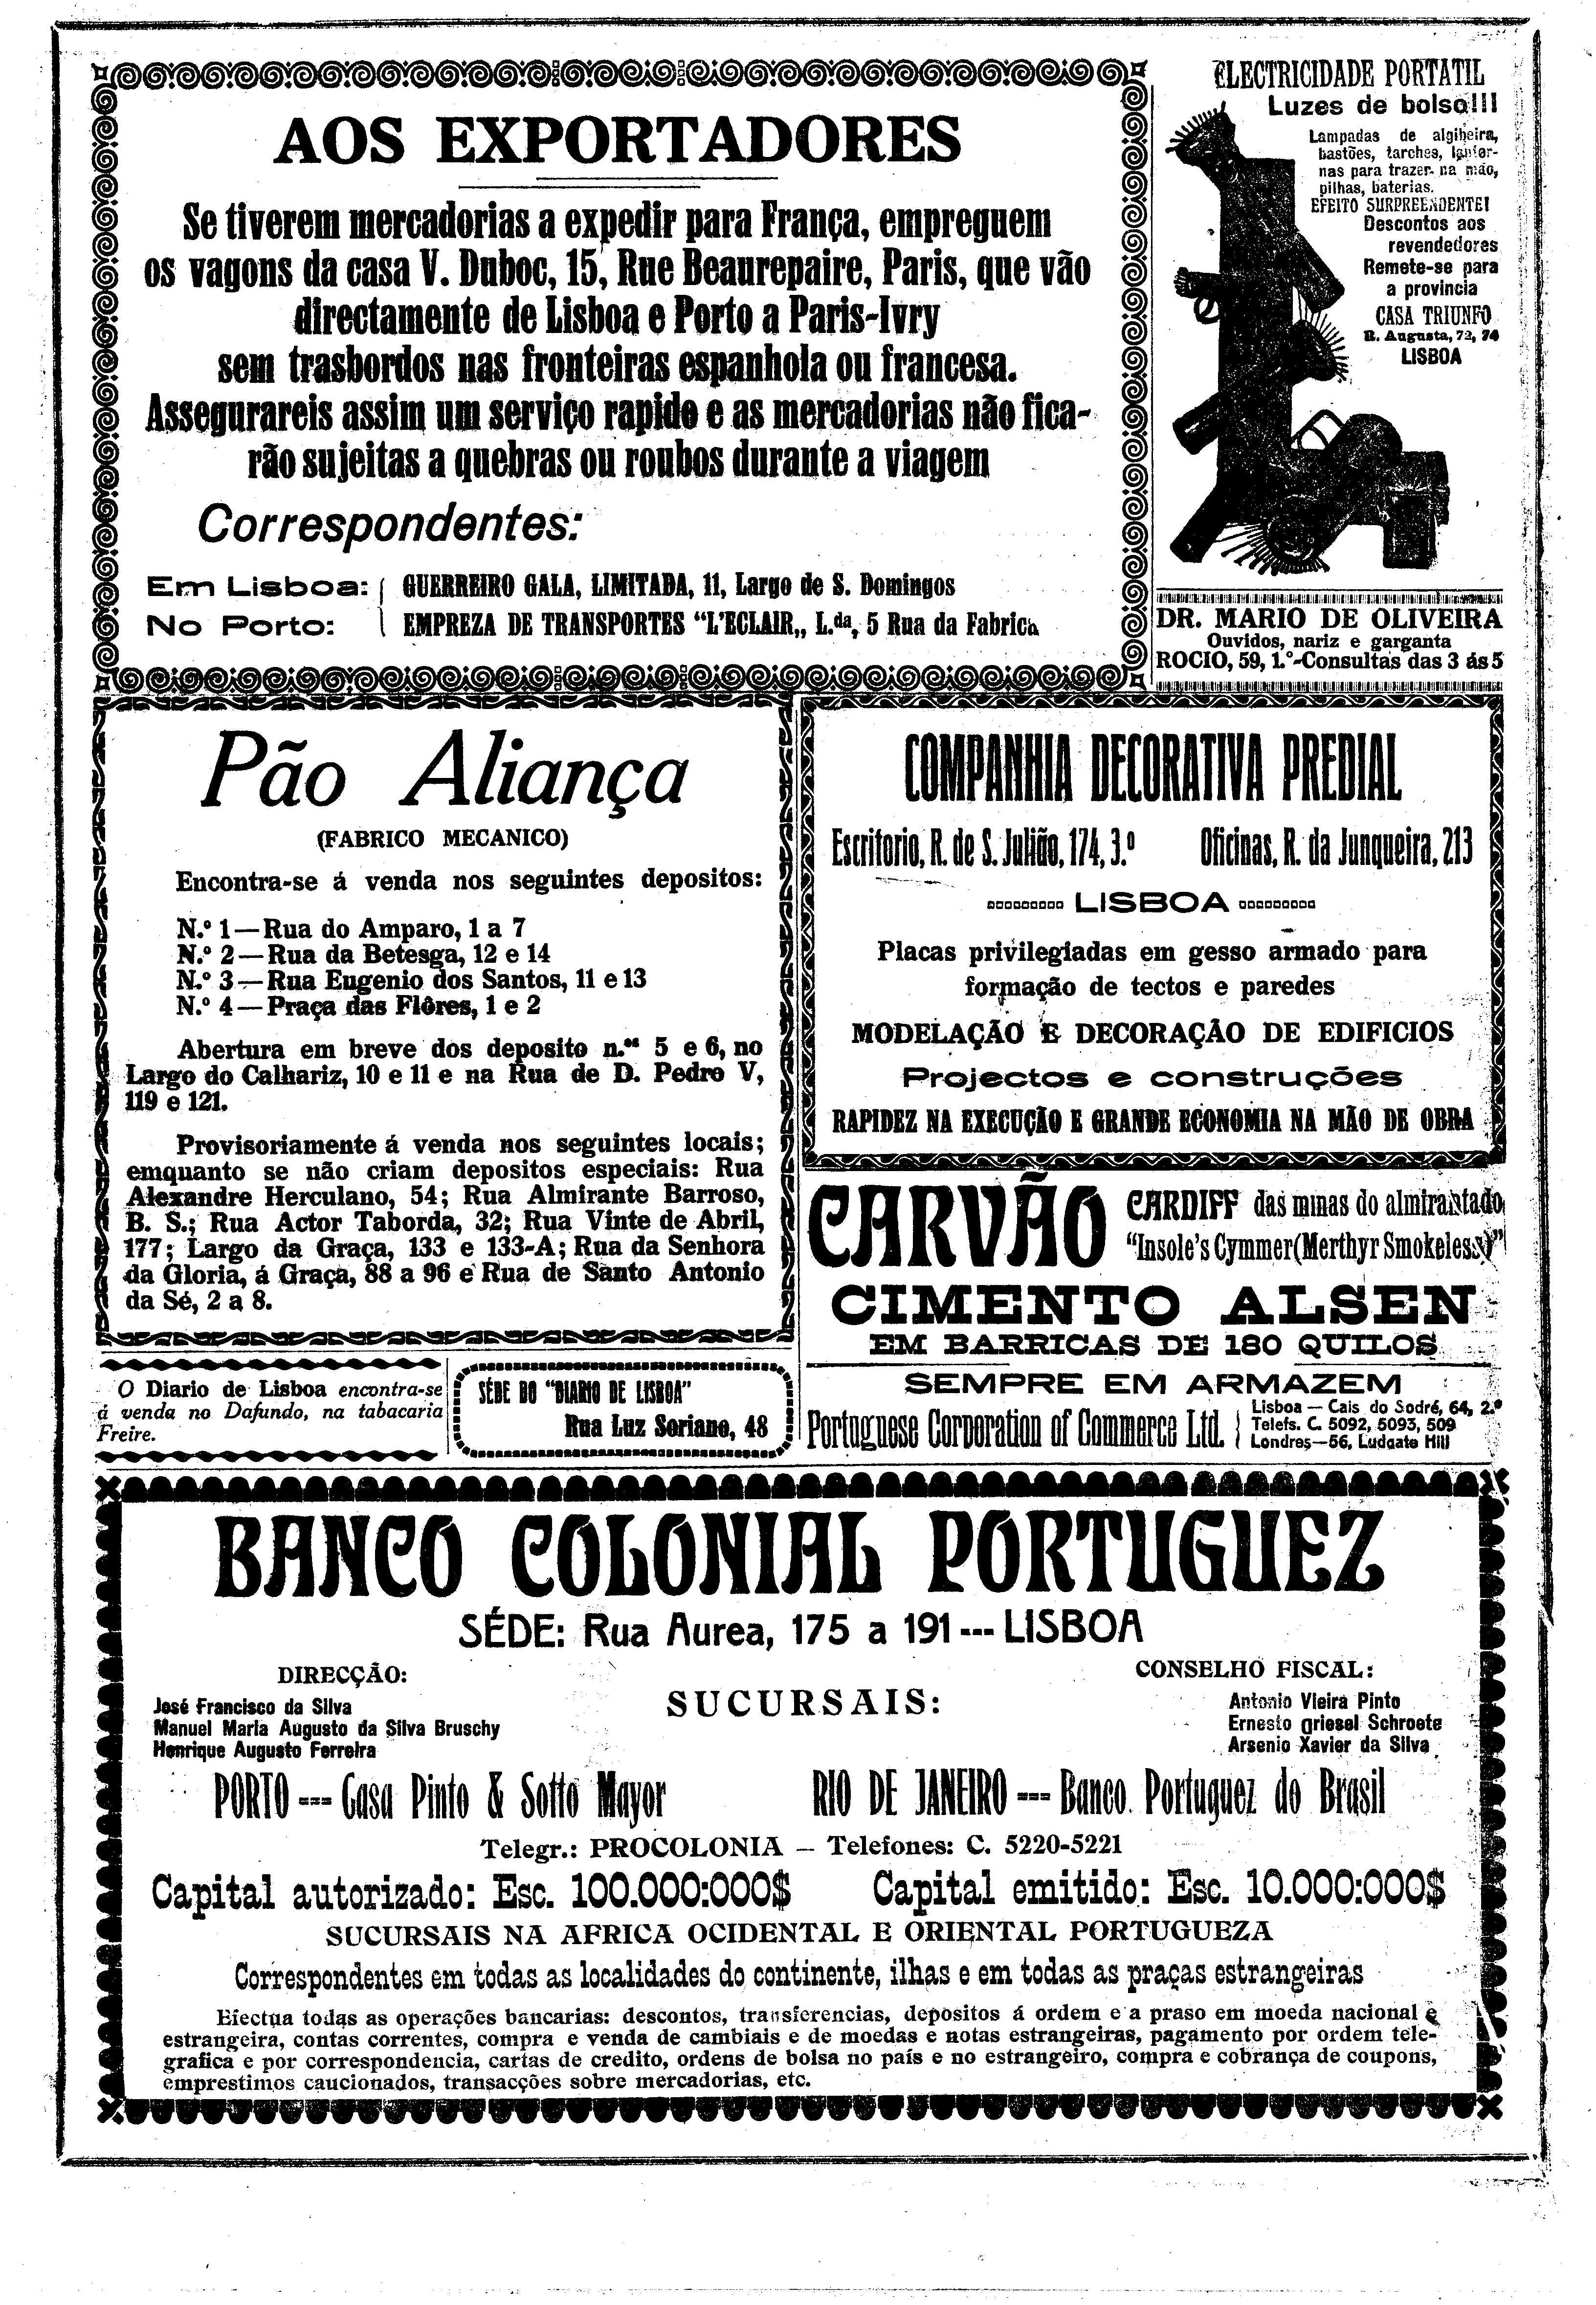 AOS EXPORTADORES
Se tiverem mercadorias a expedir para França, empreguem
os vagons da casa V. Duboc, 15, Rue Beaurepaire, Paris, que vão
directamente de Lisboa e Porto a Paris-Ivry
sem trasbordos nas fronteiras espanhola ou francesa.
Assegurareis assim um serviço rapido e as mercadorias não fica-
rão sujeitas a quebras ou roubos durante a viagem
Correspondentes:
Em Lisboa: GUERREIRO GALA, LIMITADA, 11, Largo de S. Domingos
No Porto: EMPREZA DE TRANSPORTES "L'ECLAIR„ L.da, 5 Rua da Fabrica
ELECTRICIDADE PORTATIL
Luzes de bolso!!!
Lampadas de algibeira,
bastões, tarches, lanter-
nas para trazer na mão,
pilhas, baterias.
EFEITO SURPREENDENTE!
Descontos aos
revendedores
Remete-se para
a provincia
CASA TRIUNFO
R. Augusta, 72, 74
LISBOA
DR. MARIO DE OLIVEIRA
Ouvidos, nariz e garganta
ROCIO, 59, 1.º-Consultas das 3 ás 5
Pão Aliança
(FABRICO MECANICO)
Encontra-se á venda nos seguintes depositos:
N.º 1—Rua do Amparo, 1 a 7
N.º 2—Rua da Betesga, 12 e 14
N.º 3—Rua Eugenio dos Santos, 11 e 13
N.º 4—Praça das Flôres, 1 e 2
Abertura em breve dos deposito n.os 5 e 6, no
Largo do Calhariz, 10 e 11 e na Rua de D. Pedro V,
119 e 121.
Provisoriamente á venda nos seguintes locais;
emquanto se não criam depositos especiais: Rua
Alexandre Herculano, 54; Rua Almirante Barroso,
B. S.; Rua Actor Taborda, 32; Rua Vinte de Abril,
177; Largo da Graça, 133 e 133-A; Rua da Senhora
da Gloria, á Graça, 88 a 96 e Rua de Santo Antonio
da Sé, 2 a 8.
O Diario de Lisboa encontra-se
á venda no Dafundo, na tabacaria
Freire.
SÉDE DO "DIARIO DE LISBOA"
Rua Luz Soriano, 48
COMPANHIA DECORATIVA PREDIAL
Escritorio, R. de S. Julião, 174, 3.º Oficinas, R. da Junqueira, 213
LISBOA
Placas privilegiadas em gesso armado para
formação de tectos e paredes
MODELAÇÃO E DECORAÇÃO DE EDIFICIOS
Projectos e construções
RAPIDEZ NA EXECUÇÃO E GRANDE ECONOMIA NA MÃO DE OBRA
CARVÃO CARDIFF das minas do almirantado
"Insole's Cymmer (Merthyr Smokeless)"
CIMENTO ALSEN
EM BARRICAS DE 180 QUILOS
SEMPRE EM ARMAZEM
Portuguese Corporation of Commerce Ltd.
Lisboa — Cais do Sodré, 64, 2.º
Telefs. C. 5092, 5093, 509
Londres—56, Ludgate Hill
BANCO COLONIAL PORTUGUEZ
SÉDE: Rua Aurea, 175 a 191 --- LISBOA
DIRECÇÃO:
José Francisco da Silva
Manuel Maria Augusto da Silva Bruschy
Henrique Augusto Ferreira
SUCURSAIS:
CONSELHO FISCAL:
Antonio Vieira Pinto
Ernesto griesel Schroete
Arsenio Xavier da Silva
PORTO --- Casa Pinto & Sotto Mayor RIO DE JANEIRO --- Banco Portuguez do Brasil
Telegr.: PROCOLONIA — Telefones: C. 5220-5221
Capital autorizado: Esc. 100.000:000$ Capital emitido: Esc. 10.000:000$
SUCURSAIS NA AFRICA OCIDENTAL E ORIENTAL PORTUGUEZA
Correspondentes em todas as localidades do continente, ilhas e em todas as praças estrangeiras
Efectua todas as operações bancarias: descontos, transferencias, depositos á ordem e a praso em moeda nacional e
estrangeira, contas correntes, compra e venda de cambiais e de moedas e notas estrangeiras, pagamento por ordem tele-
grafica e por correspondencia, cartas de credito, ordens de bolsa no país e no estrangeiro, compra e cobrança de coupons,
emprestimos caucionados, transacções sobre mercadorias, etc.